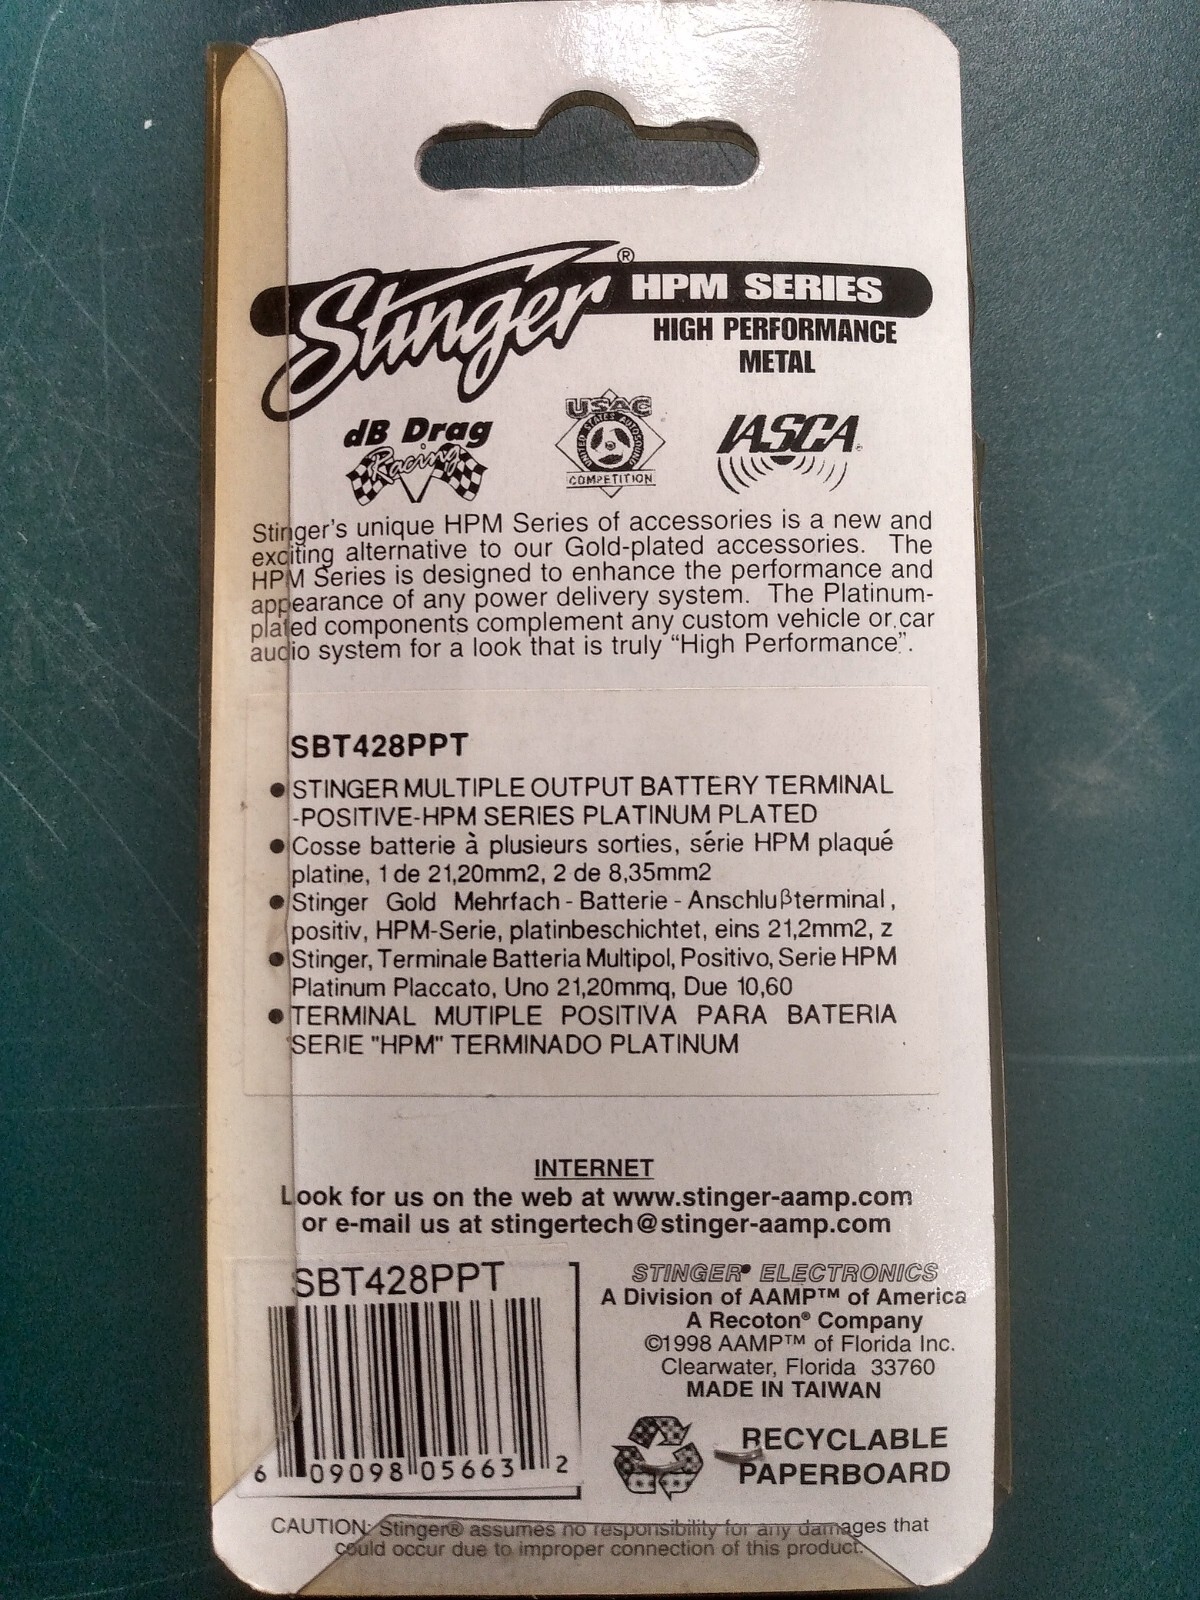 Stinger® HPM SERIES
HIGH PERFORMANCE
METAL
dB Drag
Racing
USAC
UNITED STATES AUTOSOUND
COMPETITION
IASCA
Stinger's unique HPM Series of accessories is a new and
exciting alternative to our Gold-plated accessories. The
HPM Series is designed to enhance the performance and
appearance of any power delivery system. The Platinum-
plated components complement any custom vehicle or car
audio system for a look that is truly “High Performance”.
SBT428PPT
● STINGER MULTIPLE OUTPUT BATTERY TERMINAL
-POSITIVE-HPM SERIES PLATINUM PLATED
● Cosse batterie à plusieurs sorties, série HPM plaqué
platine, 1 de 21,20mm2, 2 de 8,35mm2
● Stinger Gold Mehrfach - Batterie - Anschlußterminal,
positiv, HPM-Serie, platinbeschichtet, eins 21,2mm2, z
● Stinger, Terminale Batteria Multipol, Positivo, Serie HPM
Platinum Placcato, Uno 21,20mmq, Due 10,60
● TERMINAL MUTIPLE POSITIVA PARA BATERIA
SERIE "HPM" TERMINADO PLATINUM
INTERNET
Look for us on the web at www.stinger-aamp.com
or e-mail us at stingertech@stinger-aamp.com
SBT428PPT
6 09098 05663 2
STINGER® ELECTRONICS
A Division of AAMP™ of America
A Recoton® Company
©1998 AAMP™ of Florida Inc.
Clearwater, Florida 33760
MADE IN TAIWAN
RECYCLABLE
PAPERBOARD
CAUTION: Stinger® assumes no responsibility for any damages that
could occur due to improper connection of this product.